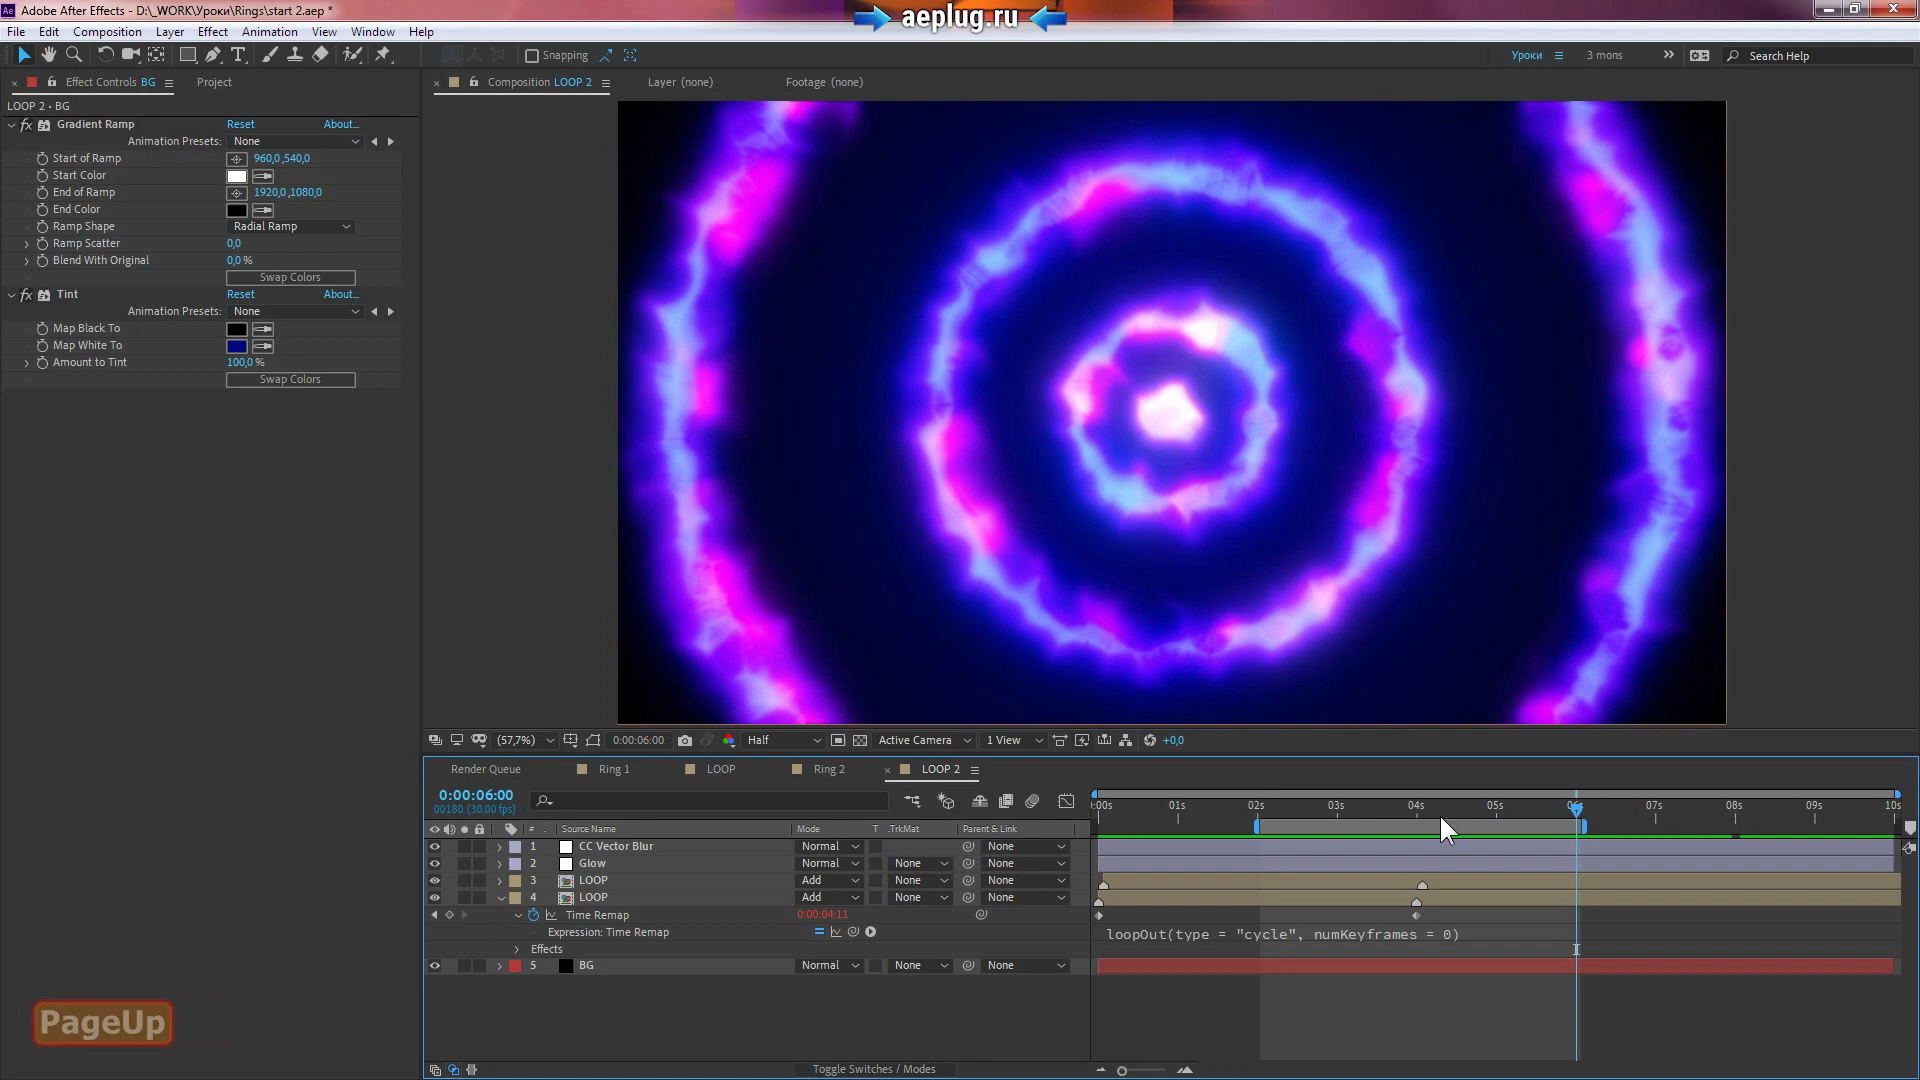 Ae Adobe After Effects - D:\_WORK\Уроки\Rings\start 2.aep *
aeplug.ru
File Edit Composition Layer Effect Animation View Window Help
Snapping
Уроки
3 mons
Search Help
Effect Controls BG
Project
Composition LOOP 2
Layer (none)
Footage (none)
LOOP 2 • BG
fx Gradient Ramp Reset About...
Animation Presets: None
Start of Ramp 960,0 ,540,0
Start Color
End of Ramp 1920,0 ,1080,0
End Color
Ramp Shape Radial Ramp
Ramp Scatter 0,0
Blend With Original 0,0 %
Swap Colors
fx Tint Reset About...
Animation Presets: None
Map Black To
Map White To
Amount to Tint 100,0 %
Swap Colors
(57,7%) 0:00:06:00 Half Active Camera 1 View +0,0
Render Queue Ring 1 LOOP Ring 2 LOOP 2
0:00:06:00
00180 (30.00 fps)
:00s 01s 02s 03s 04s 05s 06s 07s 08s 09s 10s
# Source Name Mode T .TrkMat Parent & Link
1 CC Vector Blur Normal None
2 Glow Normal None None
3 LOOP Add None None
4 LOOP Add None None
Time Remap 0:00:04:11
Expression: Time Remap
loopOut(type = "cycle", numKeyframes = 0)
Effects
5 BG Normal None None
PageUp
Toggle Switches / Modes